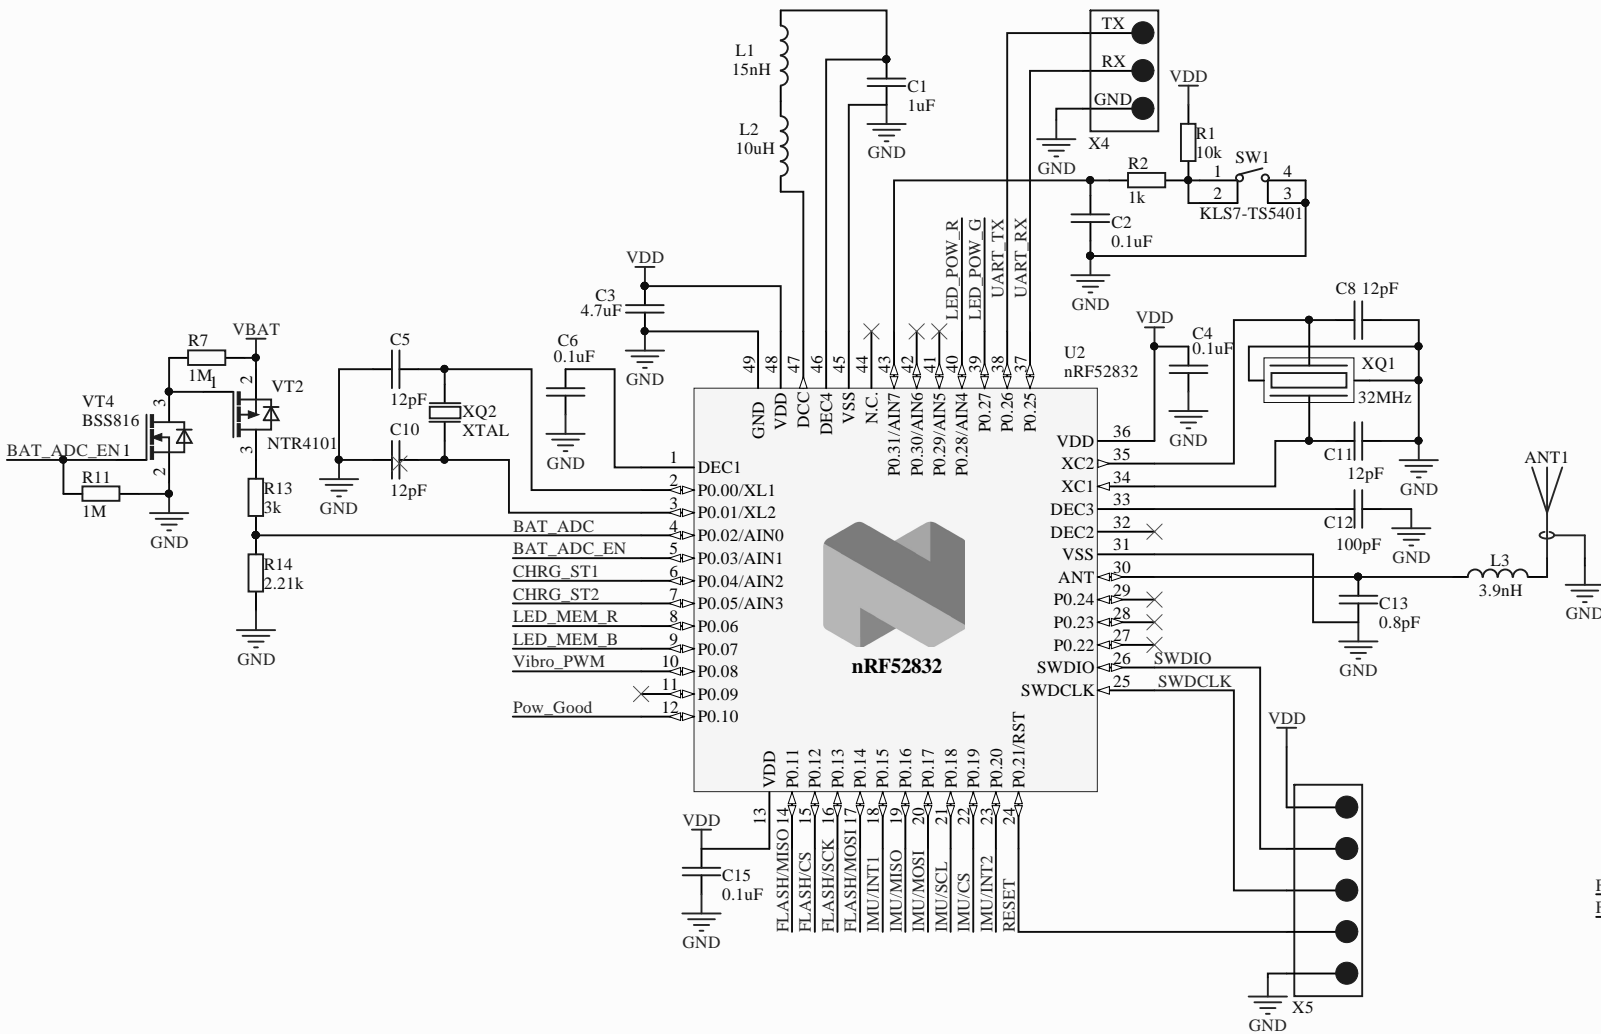 L1
15nH
L2
10uH
C1
1uF
GND
TX
RX
GND
X4
GND
VDD
R1
10k
R2
1k
SW1
1
2
4
3
KLS7-TS5401
C2
0.1uF
GND
VDD
C3
4.7uF
GND
C6
0.1uF
GND
LED_POW_R
LED_POW_G
UART_TX
UART_RX
49
48
47
46
45
44
43
42
41
40
39
38
37
GND
VDD
DCC
DEC4
VSS
N.C.
P0.31/AIN7
P0.30/AIN6
P0.29/AIN5
P0.28/AIN4
P0.27
P0.26
P0.25
U2
nRF52832
VDD
C4
0.1uF
GND
C8 12pF
XQ1
32MHz
C11
12pF
GND
C12
100pF
GND
ANT1
L3
3.9nH
GND
C13
0.8pF
GND
R7
1M
VBAT
VT2
NTR4101
1
2
3
VT4
BSS816
3
2
BAT_ADC_EN1
R11
1M
GND
R13
3k
R14
2.21k
GND
C5
12pF
XQ2
XTAL
C10
12pF
GND
1 DEC1
2 P0.00/XL1
3 P0.01/XL2
BAT_ADC 4 P0.02/AIN0
BAT_ADC_EN 5 P0.03/AIN1
CHRG_ST1 6 P0.04/AIN2
CHRG_ST2 7 P0.05/AIN3
LED_MEM_R 8 P0.06
LED_MEM_B 9 P0.07
Vibro_PWM 10 P0.08
11 P0.09
Pow_Good 12 P0.10
nRF52832
VDD 36
XC2 35
XC1 34
DEC3 33
DEC2 32
VSS 31
ANT 30
P0.24 29
P0.23 28
P0.22 27
SWDIO 26 SWDIO
SWDCLK 25 SWDCLK
VDD
P0.11
P0.12
P0.13
P0.14
P0.15
P0.16
P0.17
P0.18
P0.19
P0.20
P0.21/RST
13
FLASH/MISO 14
FLASH/CS 15
FLASH/SCK 16
FLASH/MOSI 17
IMU/INT1 18
IMU/MISO 19
IMU/MOSI 20
IMU/SCL 21
IMU/CS 22
IMU/INT2 23
RESET 24
VDD
C15
0.1uF
GND
VDD
X5
GND